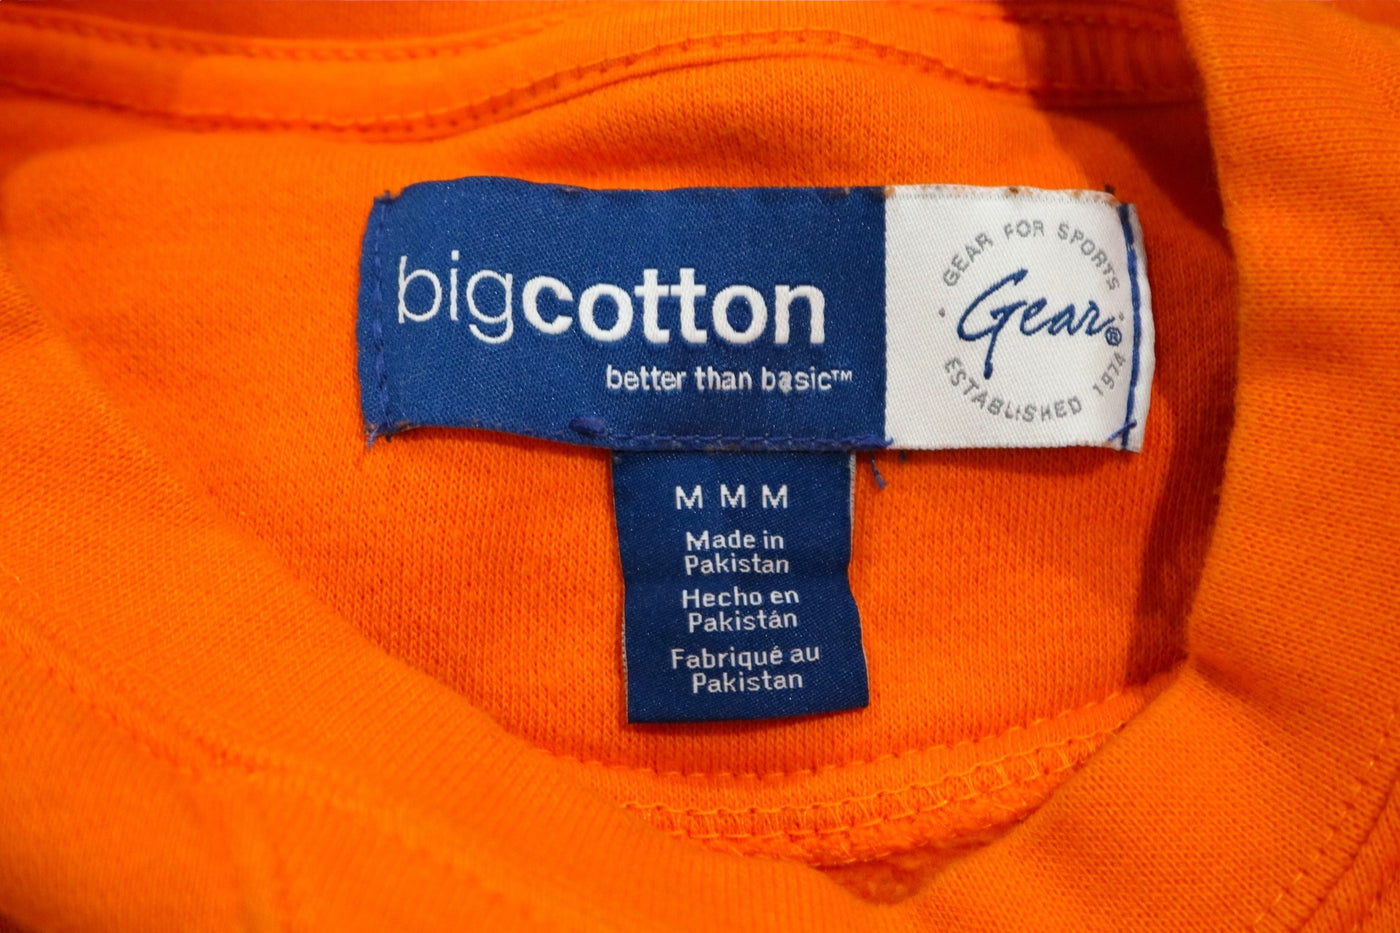 bigcotton
better than basic™
GEAR FOR SPORTS
Gear®
ESTABLISHED 1974
M M M
Made in
Pakistan
Hecho en
Pakistán
Fabriqué au
Pakistan